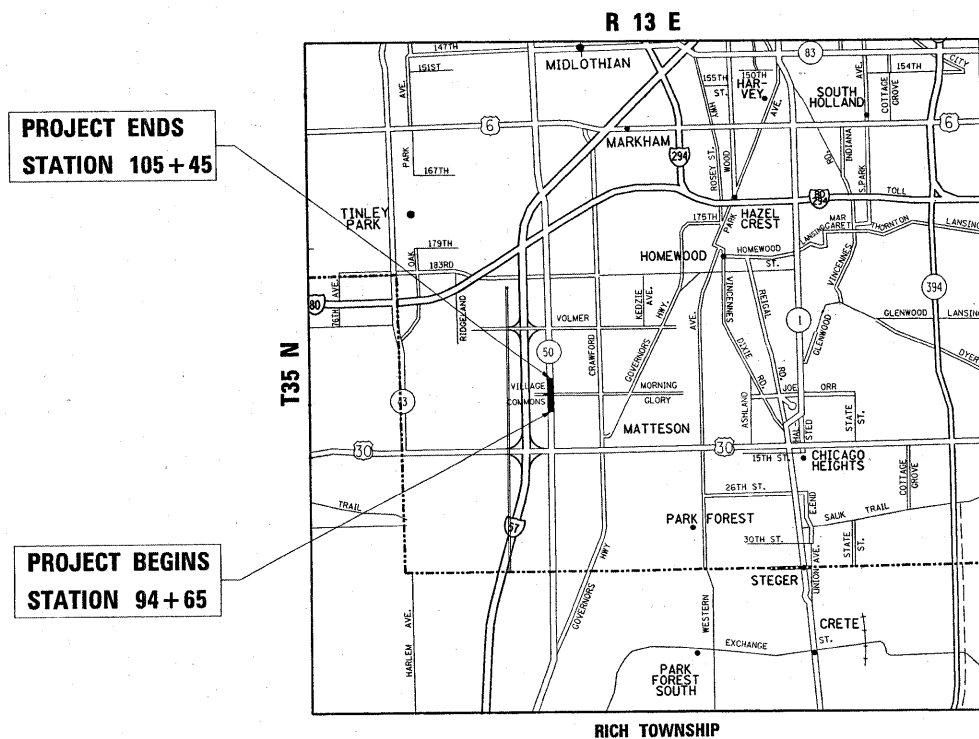 R 13 E
PROJECT ENDS
STATION 105+45
T35 N
PROJECT BEGINS
STATION 94+65
147TH
151ST
MIDLOTHIAN
AVE.
155TH
ST.
HWY
150TH
HAR-
VEY
AVE.
83
SOUTH
HOLLAND
AVE.
154TH
COTTAGE
GROVE
CITY
6
MARKHAM
294
ROSEY ST.
WOOD
RD.
INDIANA
S.PARK
6
PARK
167TH
TINLEY
PARK
175TH
PARK
HAZEL
CREST
80
294
TOLL
MAR
GARET
THORNTON
LANSING
LANSING
179TH
OAK
183RD
HOMEWOOD
HOMEWOOD
ST.
VINCENNES
80
76TH AVE.
RIDGELAND
KEDZIE
AVE.
HWY.
VINCENNES
REIGAL
394
VOLMER
CRAWFORD
GOVERNORS
AVE.
DIXIE
RD.
RD.
1
GLENWOOD
GLENWOOD
LANSING
DYER
50
VILLAGE
COMMONS
MORNING
GLORY
ASHLAND
JOE
ORR
43
MATTESON
HAL
STED
STATE
ST.
30
30
15TH ST.
CHICAGO
HEIGHTS
COTTAGE
GROVE
26TH ST.
E.END
TRAIL
57
PARK FOREST
SAUK
TRAIL
30TH ST.
STATE
ST.
HWY
GOVERNORS
STEGER
UNION AVE.
HARLEM AVE.
WESTERN
CRETE
EXCHANGE
ST.
PARK
FOREST
SOUTH
RICH TOWNSHIP